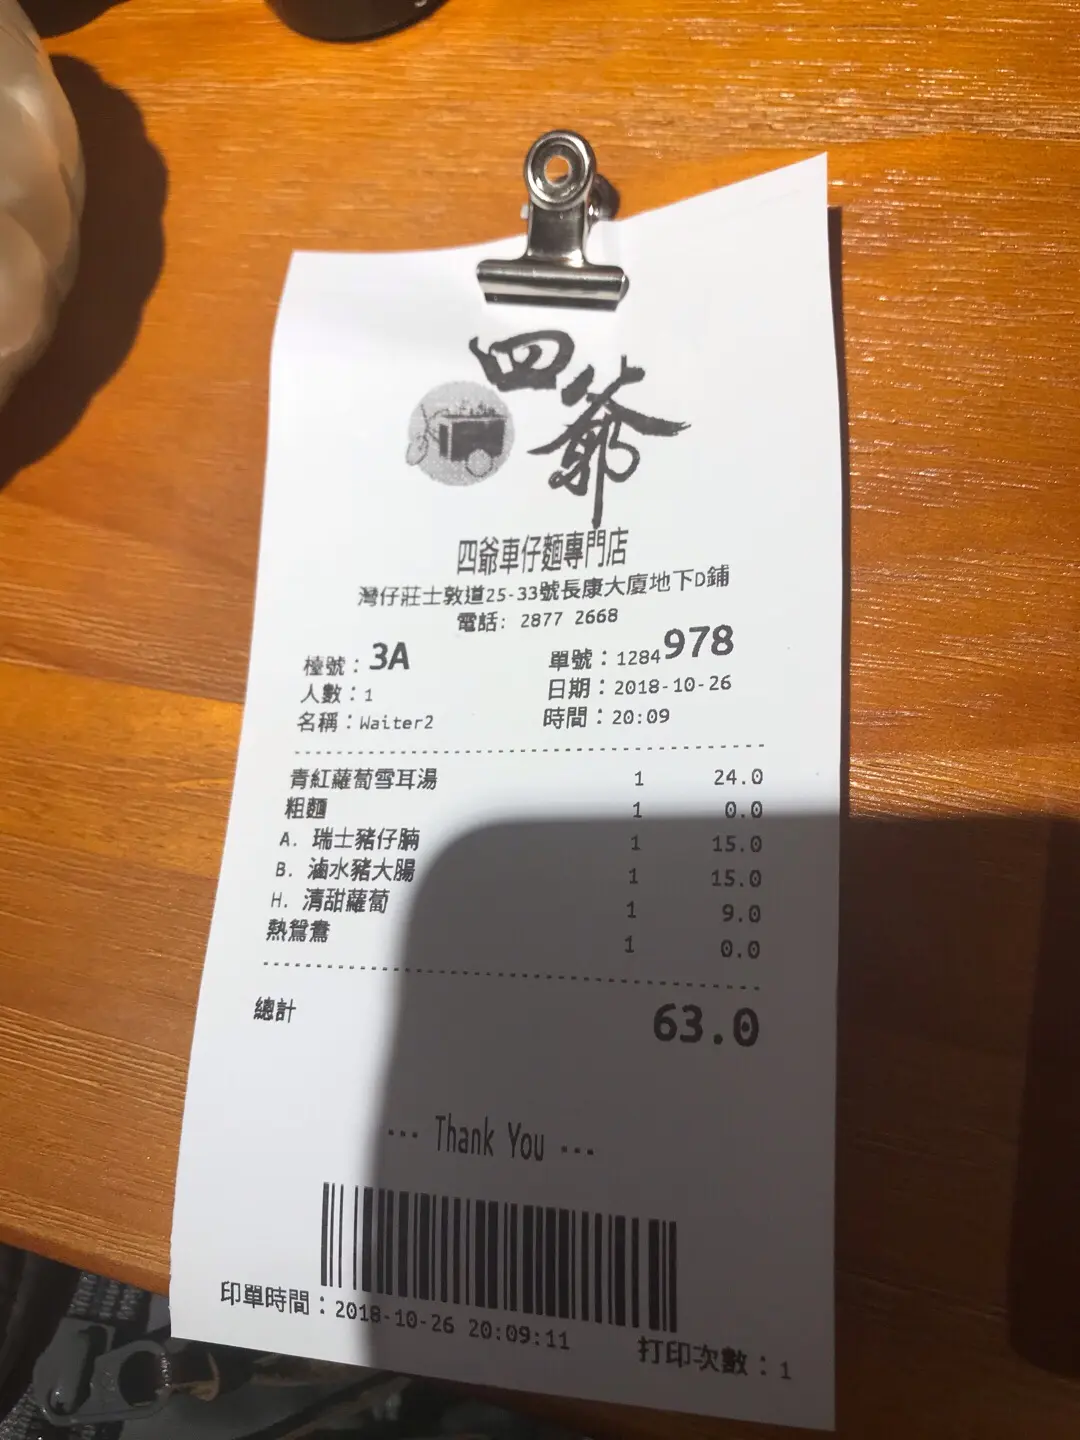 四爺
四爺車仔麵專門店
灣仔莊士敦道25-33號長康大廈地下D鋪
電話: 2877 2668
檯號：3A 單號：1284978
人數：1 日期：2018-10-26
名稱：Waiter2 時間：20:09
青紅蘿蔔雪耳湯 1 24.0
粗麵 1 0.0
A. 瑞士豬仔腩 1 15.0
B. 滷水豬大腸 1 15.0
H. 清甜蘿蔔 1 9.0
熱鴛鴦 1 0.0
總計 63.0
--- Thank You ---
印單時間：2018-10-26 20:09:11 打印次數：1